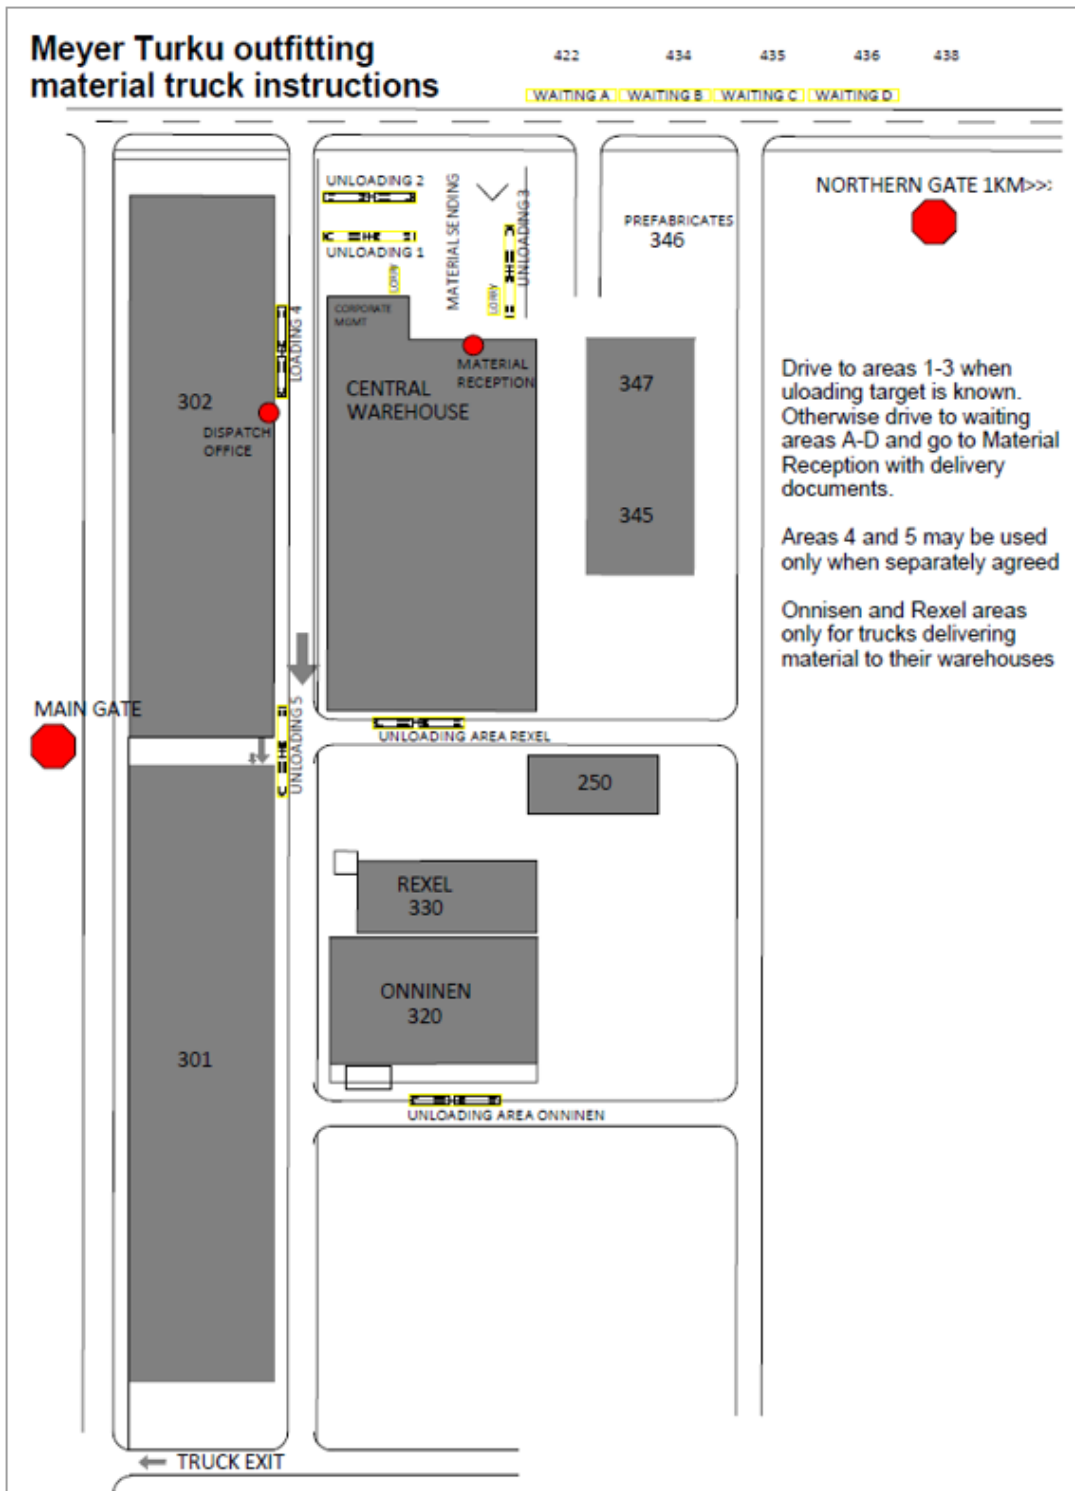 Meyer Turku outfitting
material truck instructions
422 434 435 436 438
WAITING A WAITING B WAITING C WAITING D
UNLOADING 2
UNLOADING 1
LORRY
MATERIAL SENDING
LORRY
UNLOADING 3
PREFABRICATES
346
NORTHERN GATE 1KM>>:
CORPORATE
MGMT
LOADING 4
302
DISPATCH
OFFICE
MATERIAL
RECEPTION
CENTRAL
WAREHOUSE
347
345
Drive to areas 1-3 when
uloading target is known.
Otherwise drive to waiting
areas A-D and go to Material
Reception with delivery
documents.
Areas 4 and 5 may be used
only when separately agreed
Onnisen and Rexel areas
only for trucks delivering
material to their warehouses
MAIN GATE
UNLOADING 5
UNLOADING AREA REXEL
250
REXEL
330
ONNINEN
320
301
UNLOADING AREA ONNINEN
TRUCK EXIT